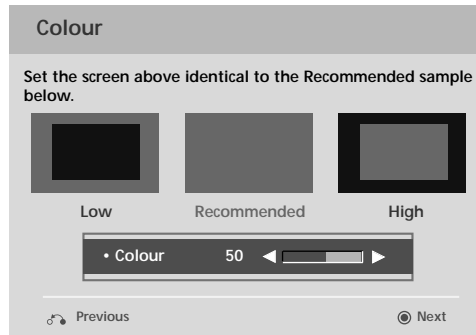 Colour
Set the screen above identical to the Recommended sample
below.
Low Recommended High
• Colour 50
Previous Next